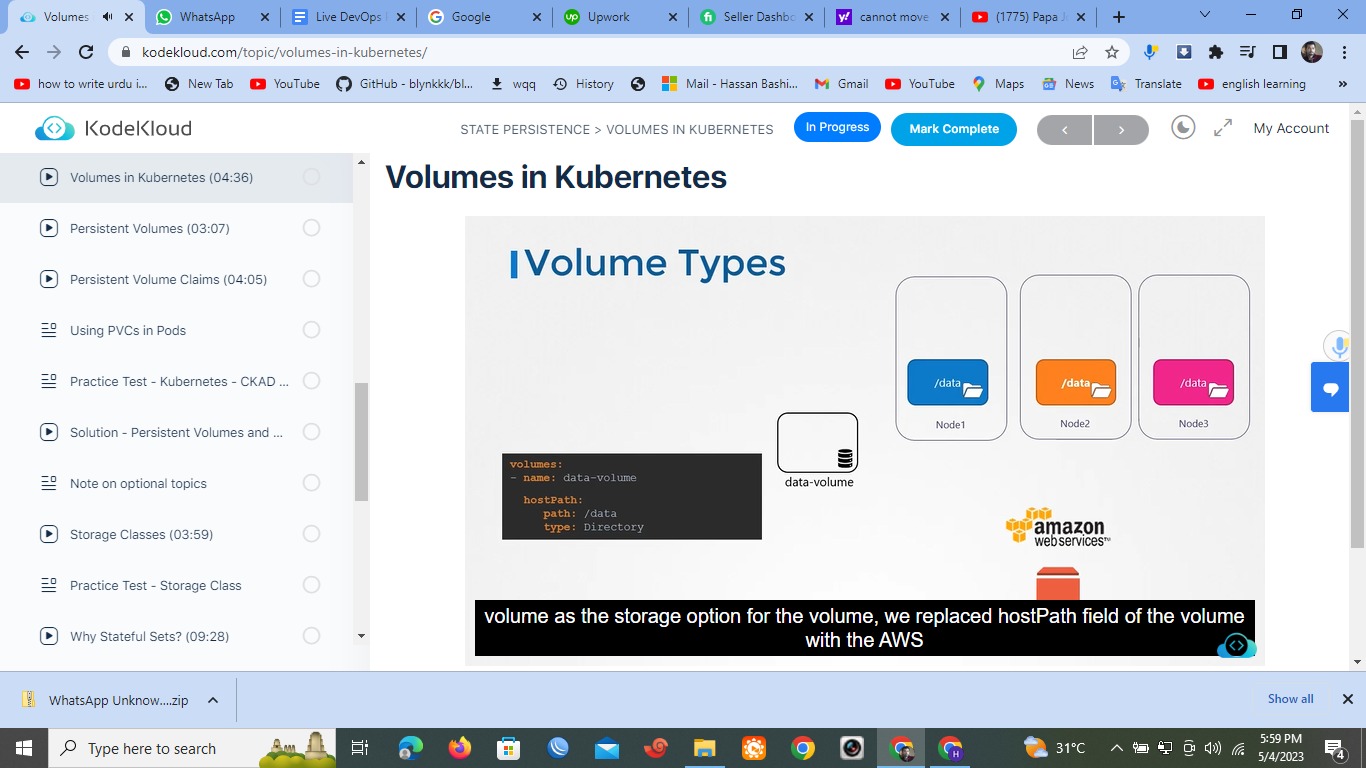 Volumes
WhatsApp
Live DevOps
Google
Upwork
Seller Dashbo
cannot move
(1775) Papa J
kodekloud.com/topic/volumes-in-kubernetes/
how to write urdu i...
New Tab
YouTube
GitHub - blynkkk/bl...
wqq
History
Mail - Hassan Bashi...
Gmail
YouTube
Maps
News
Translate
english learning
»
KodeKloud
STATE PERSISTENCE > VOLUMES IN KUBERNETES
In Progress
Mark Complete
My Account
Volumes in Kubernetes (04:36)
Persistent Volumes (03:07)
Persistent Volume Claims (04:05)
Using PVCs in Pods
Practice Test - Kubernetes - CKAD ...
Solution - Persistent Volumes and ...
Note on optional topics
Storage Classes (03:59)
Practice Test - Storage Class
Why Stateful Sets? (09:28)
Volumes in Kubernetes
Volume Types
/data
Node1
/data
Node2
/data
Node3
data-volume
volumes:
- name: data-volume
hostPath:
path: /data
type: Directory
amazon
web services™
volume as the storage option for the volume, we replaced hostPath field of the volume
with the AWS
WhatsApp Unknow....zip
Show all
Type here to search
31°C
5:59 PM
5/4/2023
4